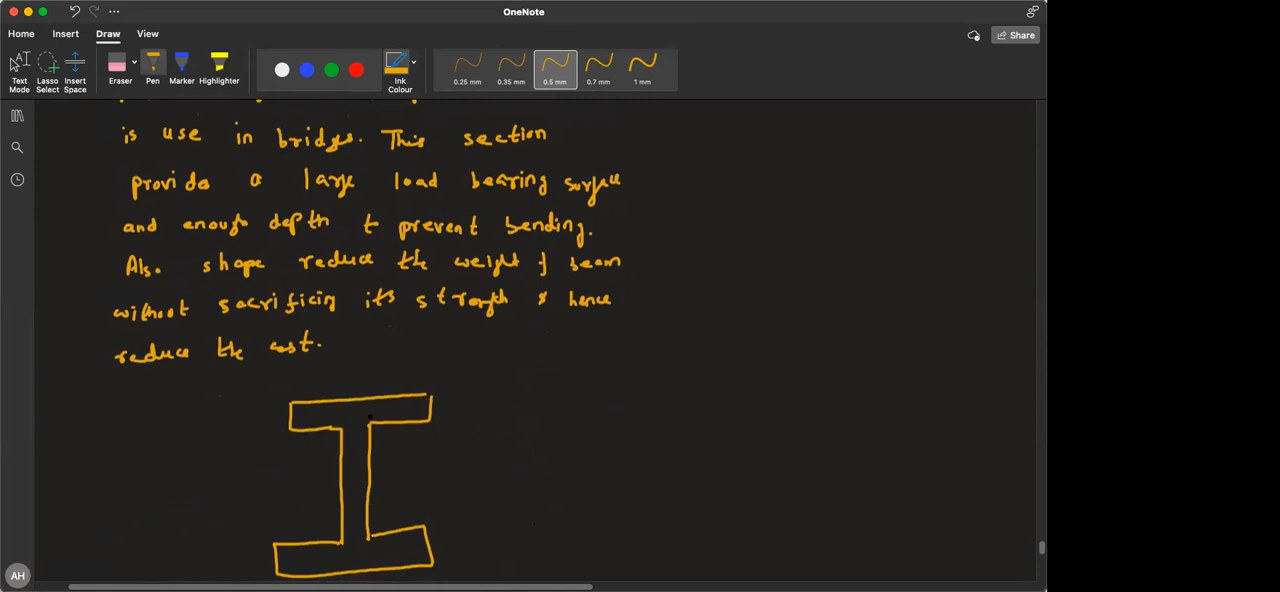 OneNote
Home Insert Draw View
Share
Text Mode
Lasso Select
Insert Space
Eraser
Pen
Marker
Highlighter
Ink Colour
0.25 mm
0.35 mm
0.5 mm
0.7 mm
1 mm
is use in bridges. This section
provide a large load bearing surface
and enough depth to prevent bending.
Also shape reduce the weight of beam
without sacrificing its strength & hence
reduce the cost.
AH